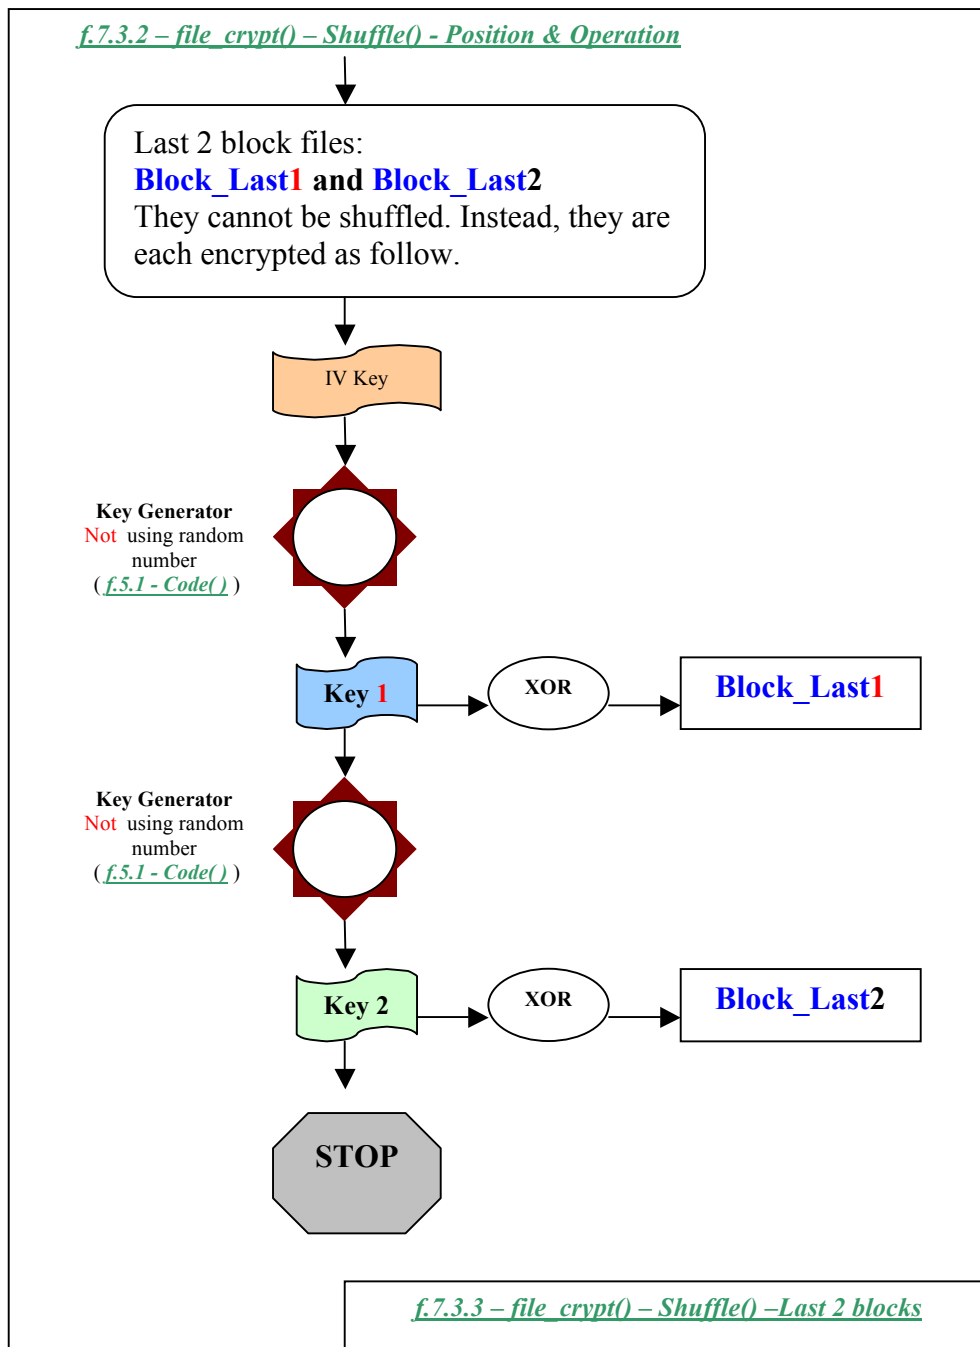 f.7.3.2 – file_crypt() – Shuffle() - Position & Operation
Last 2 block files:
Block_Last1 and Block_Last2
They cannot be shuffled. Instead, they are
each encrypted as follow.
IV Key
Key Generator
Not using random
number
( f.5.1 - Code( ) )
Key 1
XOR
Block_Last1
Key Generator
Not using random
number
( f.5.1 - Code( ) )
Key 2
XOR
Block_Last2
STOP
f.7.3.3 – file_crypt() – Shuffle() –Last 2 blocks